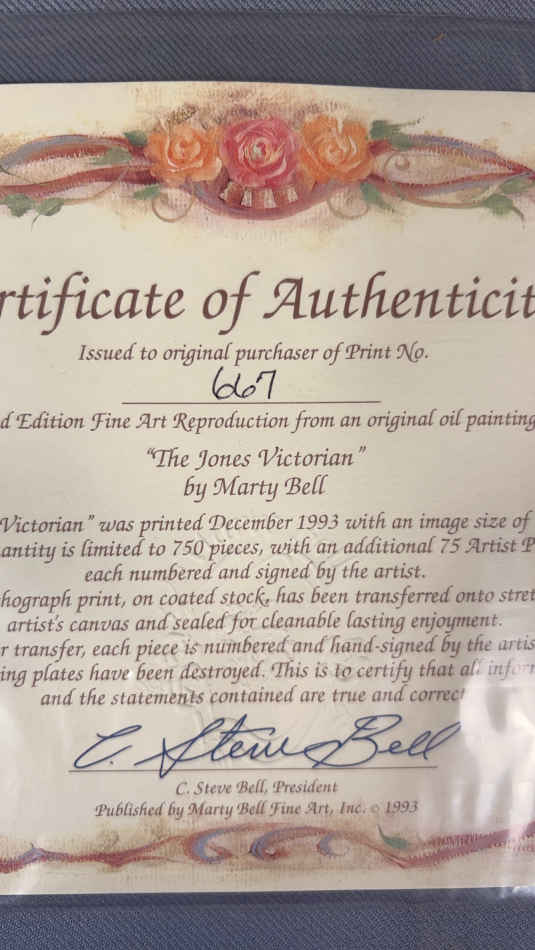 rtificate of Authenticit
Issued to original purchaser of Print No.
667
d Edition Fine Art Reproduction from an original oil painting
"The Jones Victorian"
by Marty Bell
Victorian" was printed December 1993 with an image size of
antity is limited to 750 pieces, with an additional 75 Artist P
each numbered and signed by the artist.
hograph print, on coated stock, has been transferred onto stret
artist's canvas and sealed for cleanable lasting enjoyment.
r transfer, each piece is numbered and hand-signed by the artis
ing plates have been destroyed. This is to certify that all inform
and the statements contained are true and correct
C. Steve Bell
C. Steve Bell, President
Published by Marty Bell Fine Art, Inc. © 1993